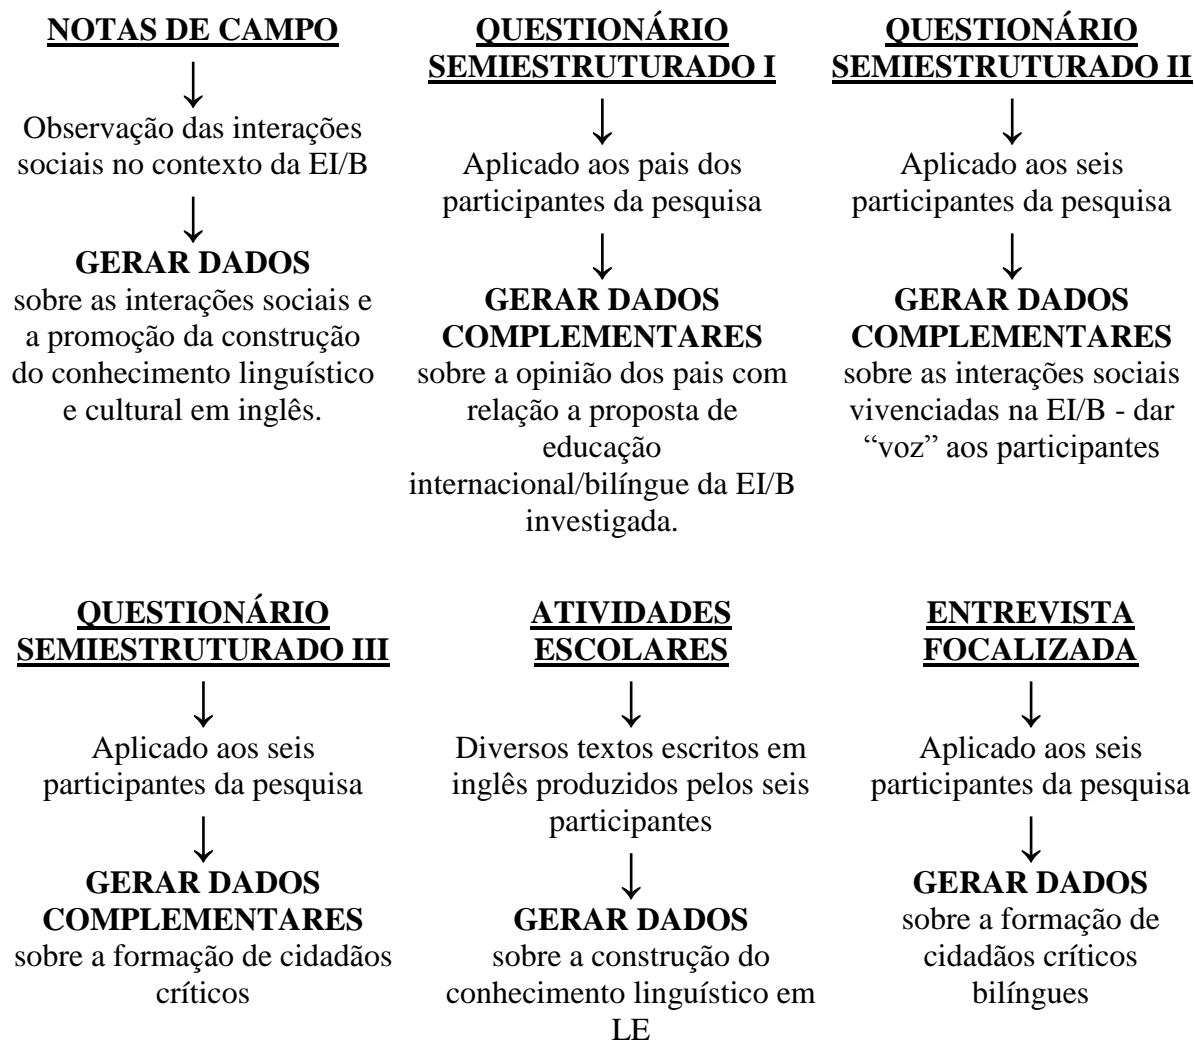 NOTAS DE CAMPO
Observação das interações
sociais no contexto da EI/B
GERAR DADOS
sobre as interações sociais e
a promoção da construção
do conhecimento linguístico
e cultural em inglês.
QUESTIONÁRIO
SEMIESTRUTURADO I
Aplicado aos pais dos
participantes da pesquisa
GERAR DADOS
COMPLEMENTARES
sobre a opinião dos pais com
relação a proposta de
educação
internacional/bilíngue da EI/B
investigada.
QUESTIONÁRIO
SEMIESTRUTURADO II
Aplicado aos seis
participantes da pesquisa
GERAR DADOS
COMPLEMENTARES
sobre as interações sociais
vivenciadas na EI/B - dar
“voz” aos participantes
QUESTIONÁRIO
SEMIESTRUTURADO III
Aplicado aos seis
participantes da pesquisa
GERAR DADOS
COMPLEMENTARES
sobre a formação de cidadãos
críticos
ATIVIDADES
ESCOLARES
Diversos textos escritos em
inglês produzidos pelos seis
participantes
GERAR DADOS
sobre a construção do
conhecimento linguístico em
LE
ENTREVISTA
FOCALIZADA
Aplicado aos seis
participantes da pesquisa
GERAR DADOS
sobre a formação de
cidadãos críticos
bilíngues